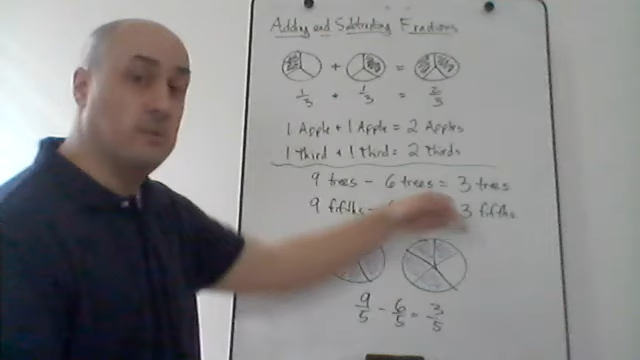 Adding and Subtracting Fractions
+ =
1/3 + 1/3 = 2/3
1 Apple + 1 Apple = 2 Apples
1 Third + 1 Third = 2 Thirds
9 trees - 6 trees = 3 trees
9 fifths - 3 fifths
9/5 - 6/5 = 3/5